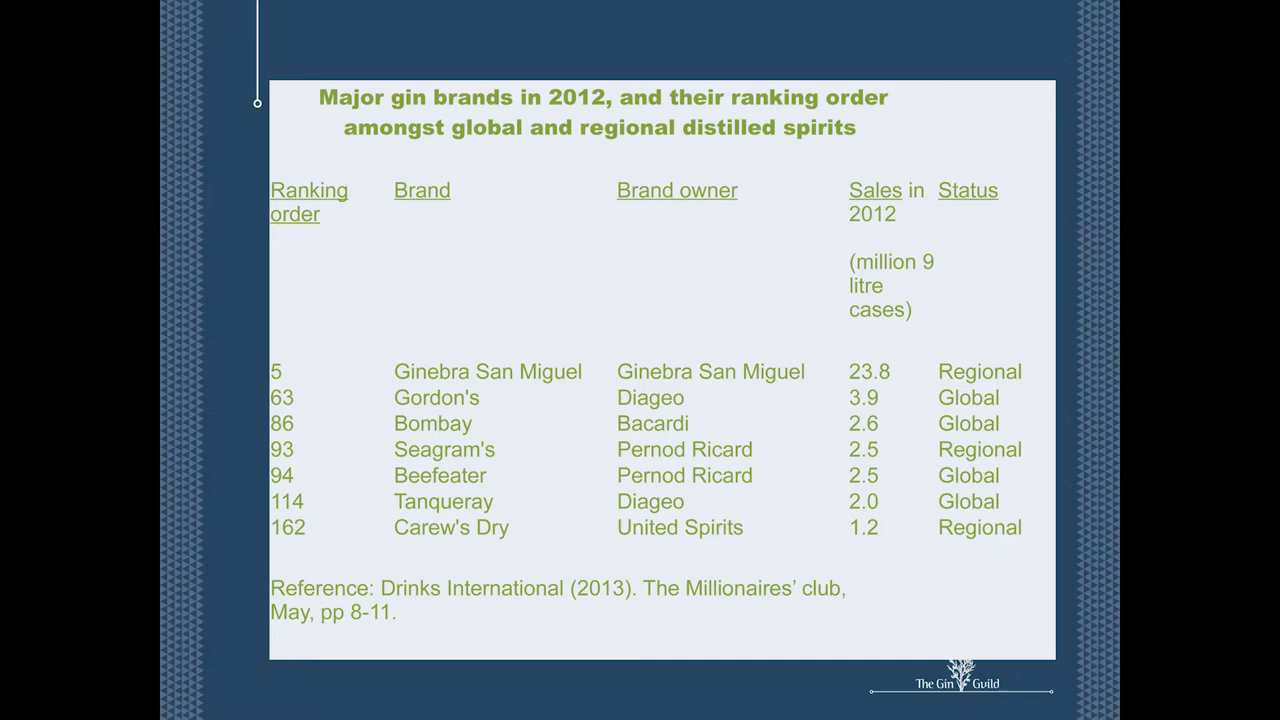 Major gin brands in 2012, and their ranking order
amongst global and regional distilled spirits
Ranking order Brand Brand owner Sales in 2012 (million 9 litre cases) Status
5 Ginebra San Miguel Ginebra San Miguel 23.8 Regional
63 Gordon's Diageo 3.9 Global
86 Bombay Bacardi 2.6 Global
93 Seagram's Pernod Ricard 2.5 Regional
94 Beefeater Pernod Ricard 2.5 Global
114 Tanqueray Diageo 2.0 Global
162 Carew's Dry United Spirits 1.2 Regional
Reference: Drinks International (2013). The Millionaires’ club,
May, pp 8-11.
The Gin Guild